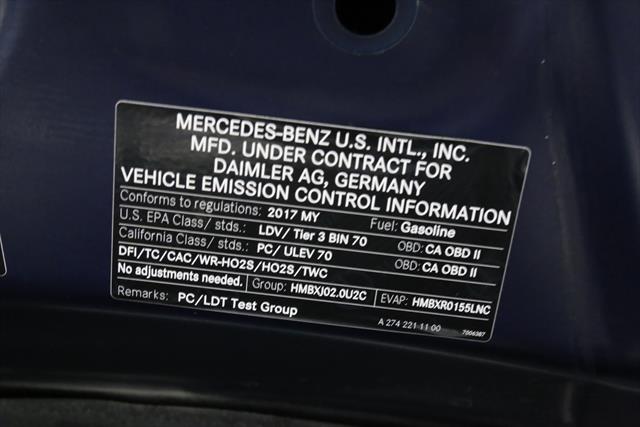 MERCEDES-BENZ U.S. INTL., INC.
MFD. UNDER CONTRACT FOR
DAIMLER AG, GERMANY
VEHICLE EMISSION CONTROL INFORMATION
Conforms to regulations: 2017 MY Fuel: Gasoline
U.S. EPA Class/ stds.: LDV/ Tier 3 BIN 70 OBD: CA OBD II
California Class/ stds.: PC/ ULEV 70 OBD: CA OBD II
DFI/TC/CAC/WR-HO2S/HO2S/TWC
No adjustments needed. Group: HMBXJ02.0U2C EVAP: HMBXR0155LNC
Remarks: PC/LDT Test Group
A 274 221 11 00